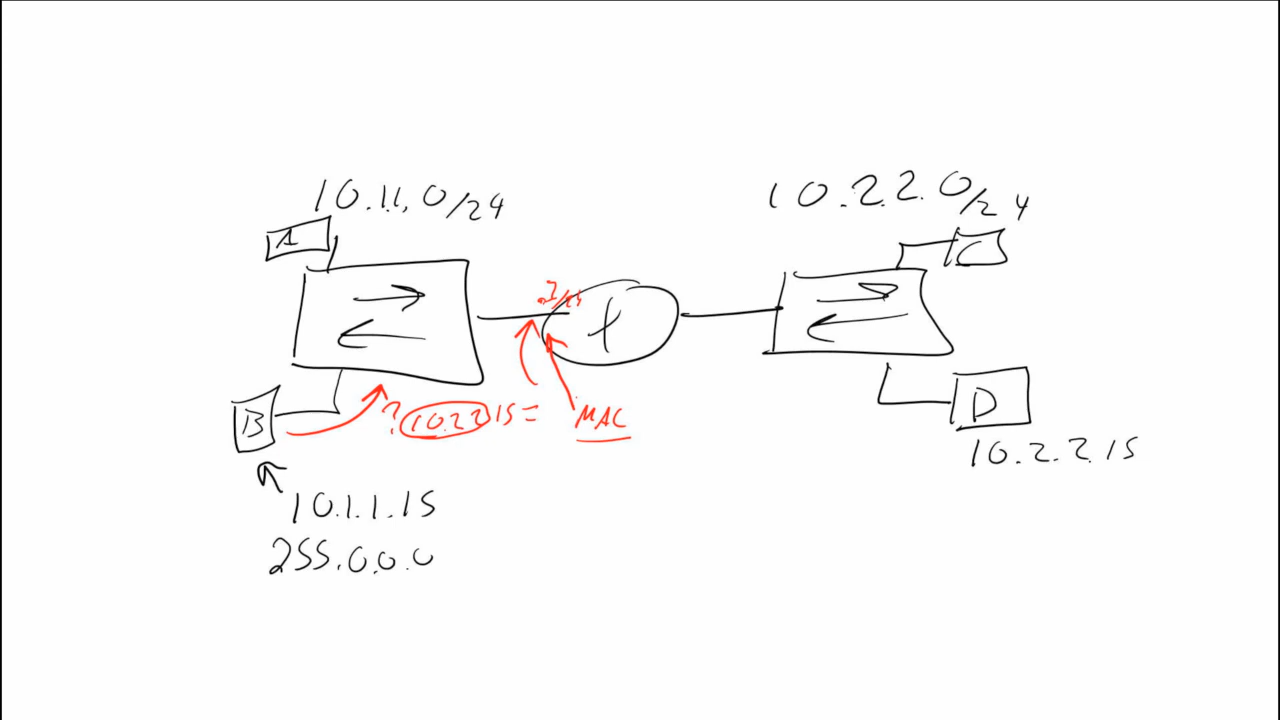 10.1.1.0/24
10.2.2.0/24
A
C
? 10.2.2 15 =
MAC
B
D
10.2.2.15
10.1.1.15
255.0.0.0